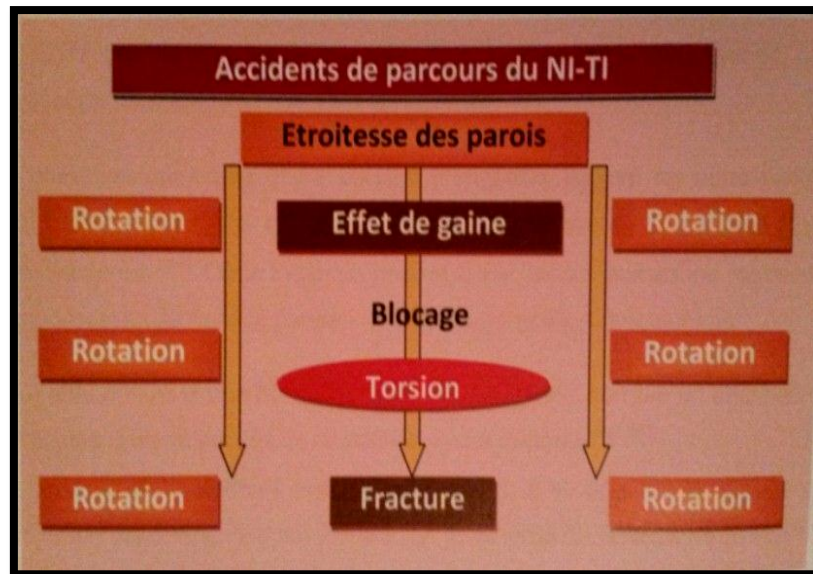 Accidents de parcours du NI-TI
Etroitesse des parois
Rotation Effet de gaine Rotation
Blocage
Rotation Rotation
Torsion
Rotation Fracture Rotation